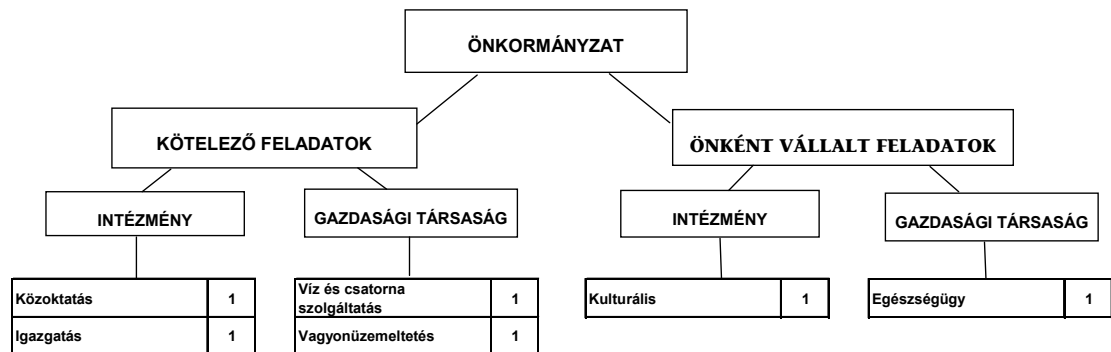 ÖNKORMÁNYZAT
KÖTELEZŐ FELADATOK
ÖNKÉNT VÁLLALT FELADATOK
INTÉZMÉNY
GAZDASÁGI TÁRSASÁG
INTÉZMÉNY
GAZDASÁGI TÁRSASÁG
Közoktatás 1
Igazgatás 1
Víz és csatorna
szolgáltatás 1
Vagyonüzemeltetés 1
Kulturális 1
Egészségügy 1